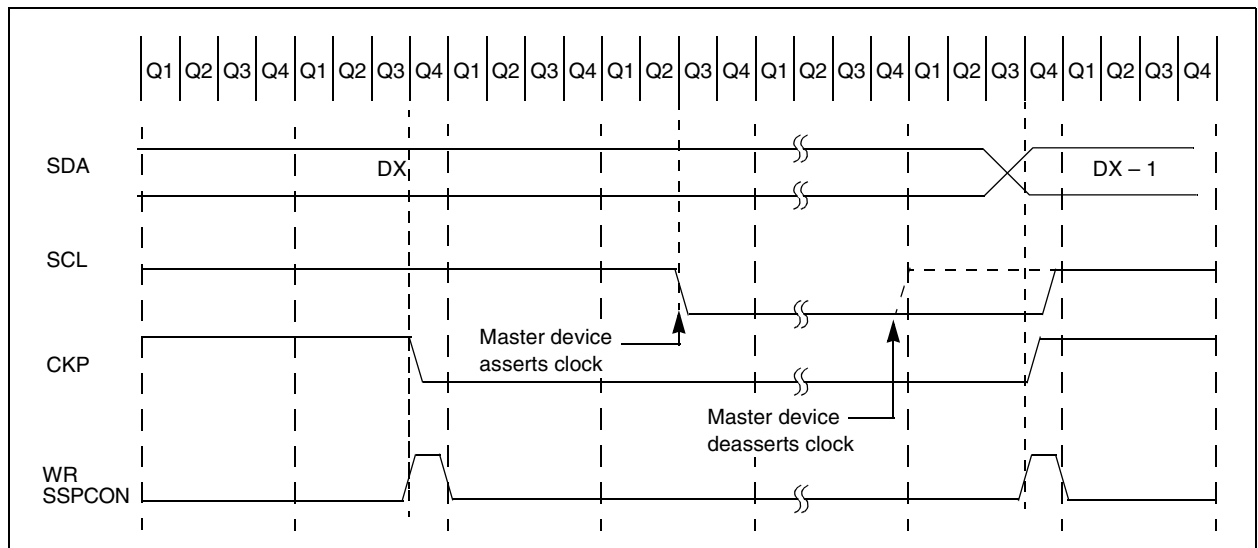 Q1 Q2 Q3 Q4 Q1 Q2 Q3 Q4 Q1 Q2 Q3 Q4 Q1 Q2 Q3 Q4 Q1 Q2 Q3 Q4 Q1 Q2 Q3 Q4 Q1 Q2 Q3 Q4
SDA
DX
DX – 1
SCL
Master device
asserts clock
CKP
Master device
deasserts clock
WR
SSPCON